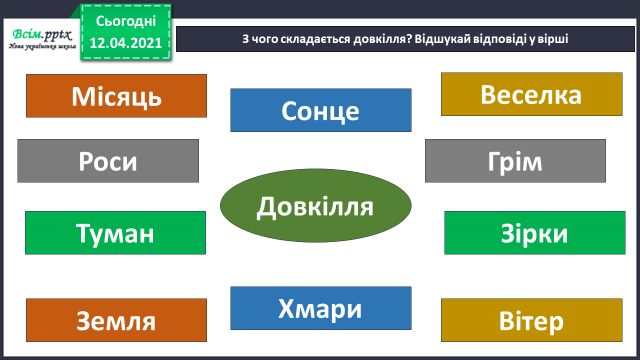 Всім.pptx
Нова українська школа
Сьогодні
12.04.2021
З чого складається довкілля? Відшукай відповіді у вірші
Місяць
Сонце
Веселка
Роси
Грім
Довкілля
Туман
Зірки
Хмари
Земля
Вітер